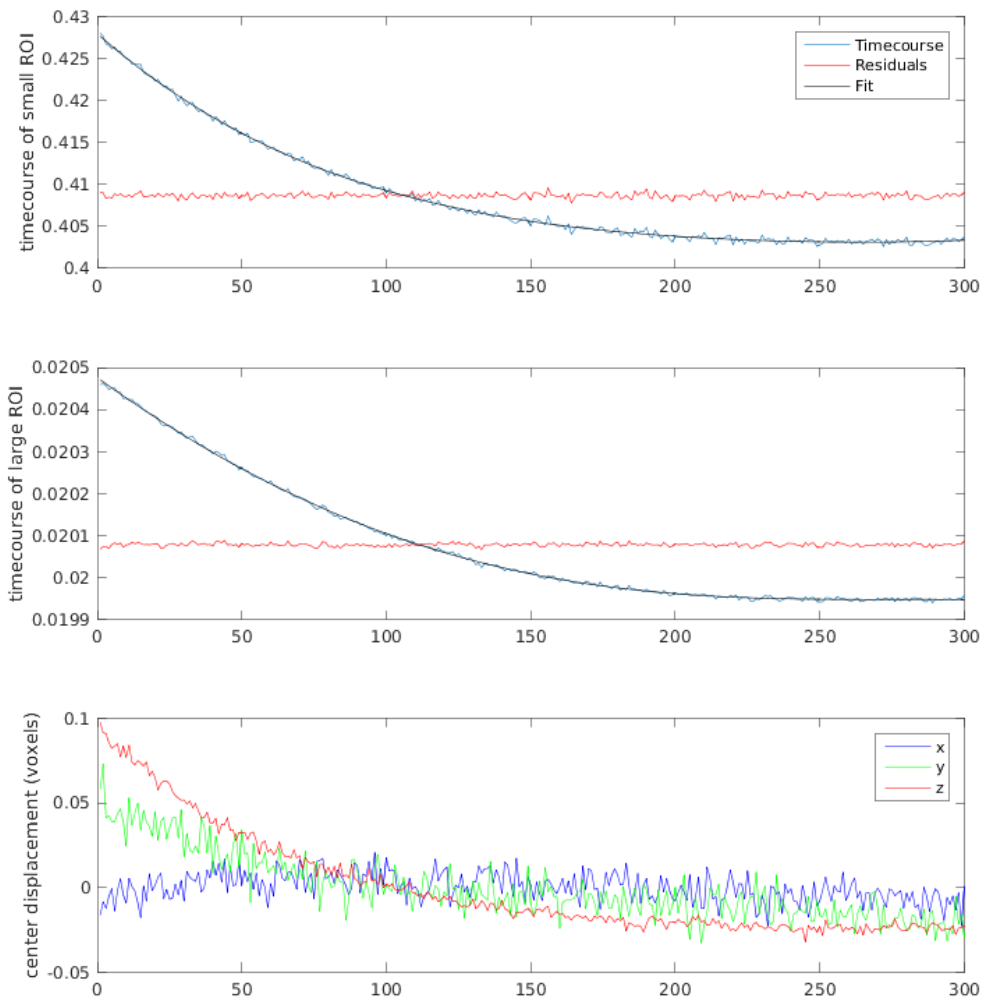 timecourse of small ROI
0.43
0.425
0.42
0.415
0.41
0.405
0.4
0 50 100 150 200 250 300
Timecourse
Residuals
Fit
timecourse of large ROI
0.0205
0.0204
0.0203
0.0202
0.0201
0.02
0.0199
0 50 100 150 200 250 300
center displacement (voxels)
0.1
0.05
0
-0.05
0 50 100 150 200 250 300
x
y
z